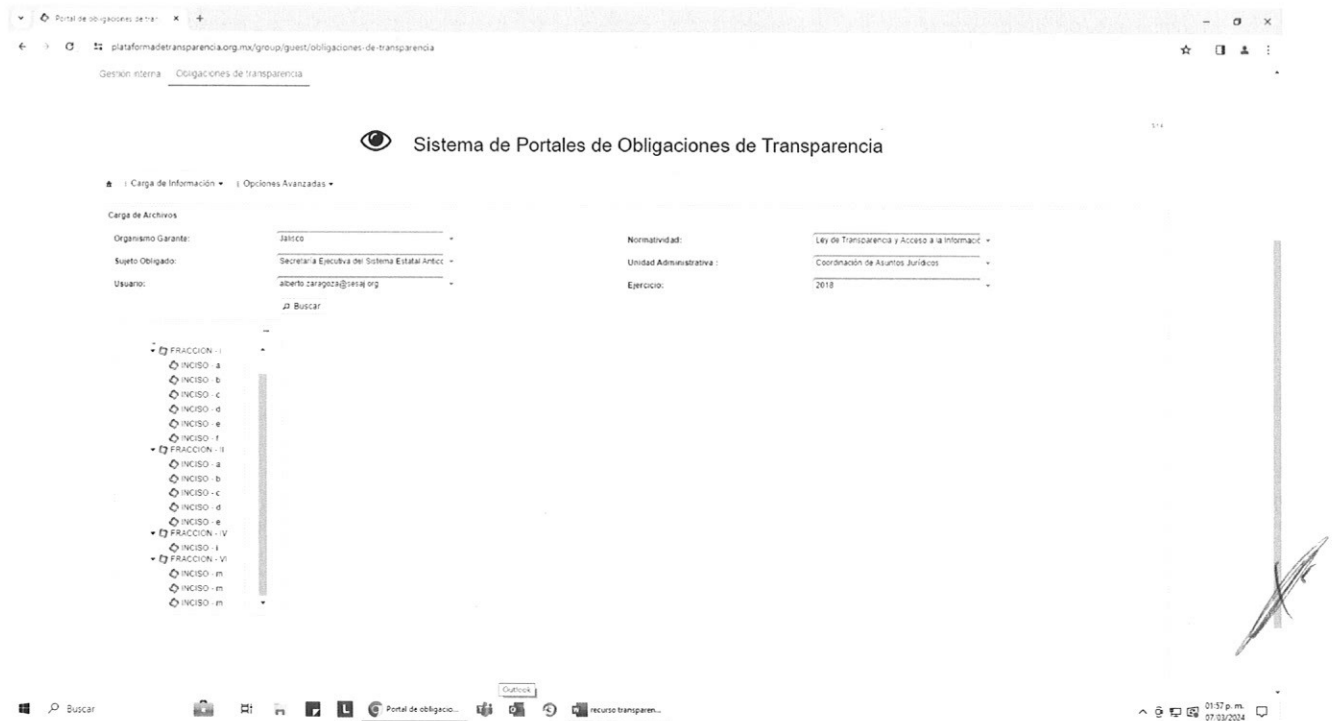 Portal de obligaciones de tran
plataformadetransparencia.org.mx/group/guest/obligaciones-de-transparencia
Gestión interna Obligaciones de transparencia
Sistema de Portales de Obligaciones de Transparencia
Carga de Información Opciones Avanzadas
Carga de Archivos
Organismo Garante: Jalisco Normatividad: Ley de Transparencia y Acceso a la Informació
Sujeto Obligado: Secretaría Ejecutiva del Sistema Estatal Anticc Unidad Administrativa : Coordinación de Asuntos Jurídicos
Usuario: alberto.zaragoza@sesaj.org Ejercicio: 2018
Buscar
FRACCION - I
INCISO - a
INCISO - b
INCISO - c
INCISO - d
INCISO - e
INCISO - f
FRACCION - II
INCISO - a
INCISO - b
INCISO - c
INCISO - d
INCISO - e
FRACCION - IV
INCISO - i
FRACCION - VI
INCISO - m
INCISO - m
INCISO - m
Outlook
Buscar L Portal de obligacio... recurso transparen... 01:57 p. m.
07/03/2024